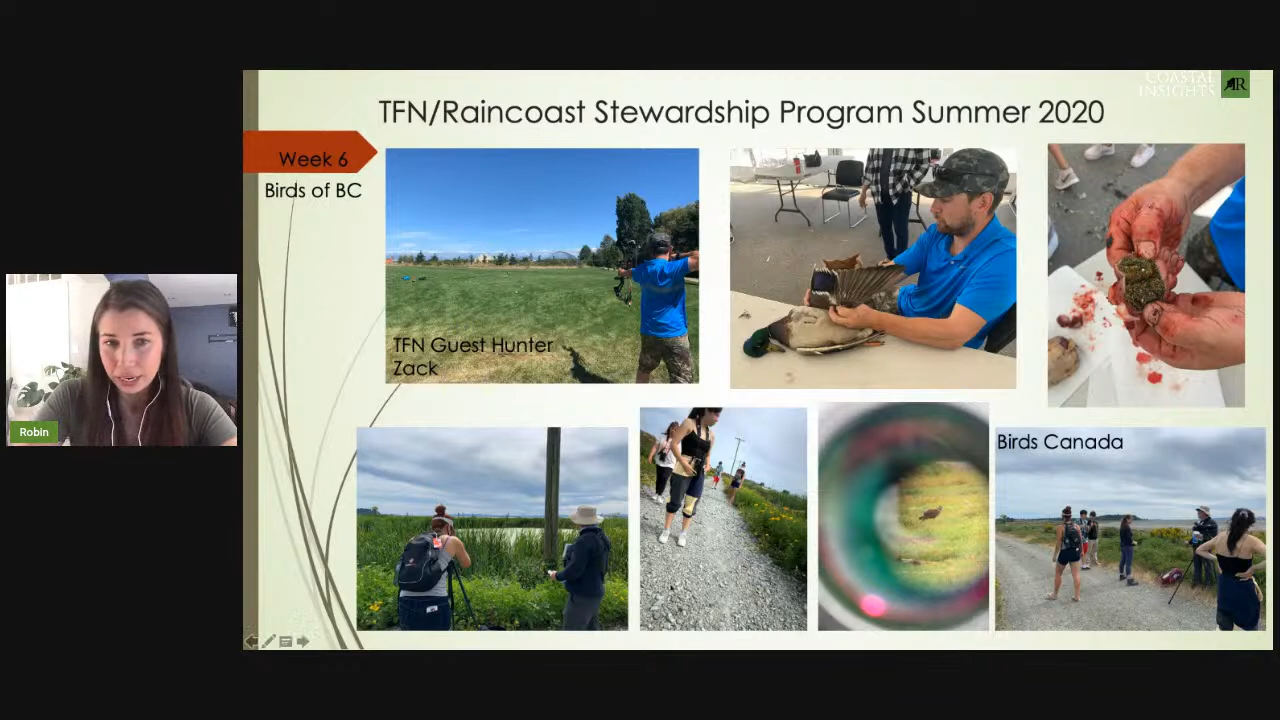 COASTAL
INSIGHTS
R
TFN/Raincoast Stewardship Program Summer 2020
Week 6
Birds of BC
TFN Guest Hunter
Zack
Birds Canada
Robin